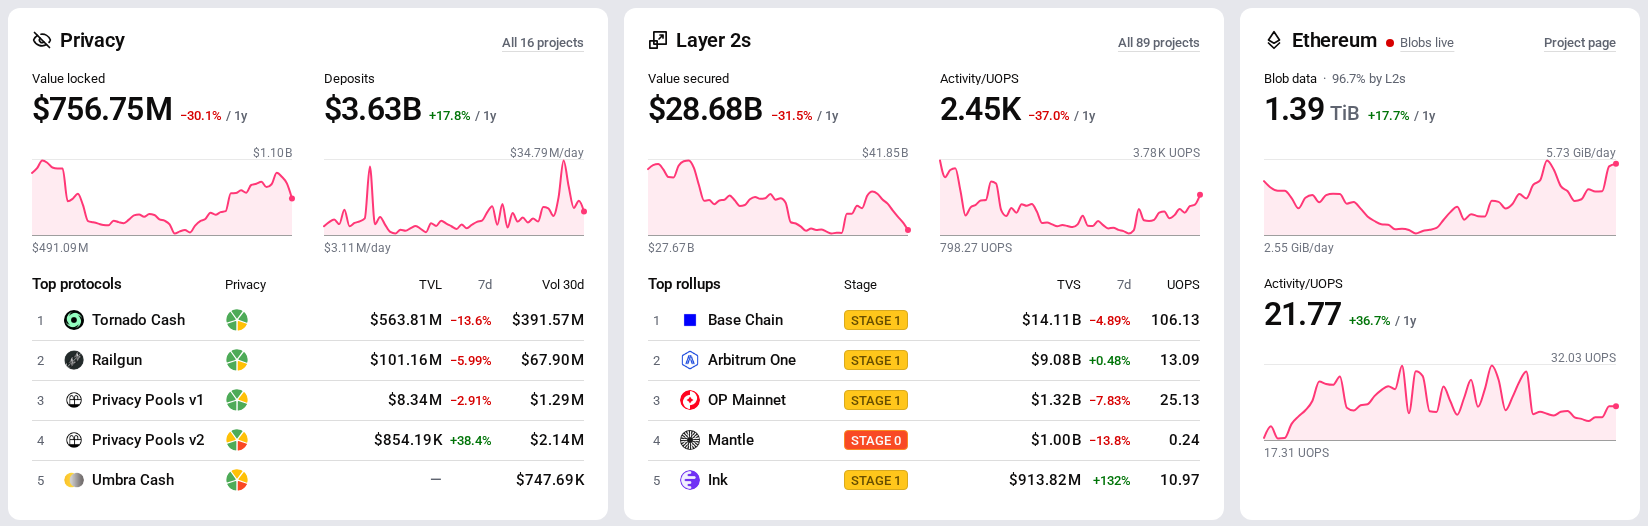 Privacy
All 16 projects
Value locked
$756.75M −30.1% / 1y
$1.10B
$491.09M
Deposits
$3.63B +17.8% / 1y
$34.79M/day
$3.11M/day
Top protocols Privacy TVL 7d Vol 30d
1 Tornado Cash $563.81M −13.6% $391.57M
2 Railgun $101.16M −5.99% $67.90M
3 Privacy Pools v1 $8.34M −2.91% $1.29M
4 Privacy Pools v2 $854.19K +38.4% $2.14M
5 Umbra Cash — $747.69K
Layer 2s
All 89 projects
Value secured
$28.68B −31.5% / 1y
$41.85B
$27.67B
Activity/UOPS
2.45K −37.0% / 1y
3.78K UOPS
798.27 UOPS
Top rollups Stage TVS 7d UOPS
1 Base Chain STAGE 1 $14.11B −4.89% 106.13
2 Arbitrum One STAGE 1 $9.08B +0.48% 13.09
3 OP Mainnet STAGE 1 $1.32B −7.83% 25.13
4 Mantle STAGE 0 $1.00B −13.8% 0.24
5 Ink STAGE 1 $913.82M +132% 10.97
Ethereum Blobs live
Project page
Blob data · 96.7% by L2s
1.39 TiB +17.7% / 1y
5.73 GiB/day
2.55 GiB/day
Activity/UOPS
21.77 +36.7% / 1y
32.03 UOPS
17.31 UOPS